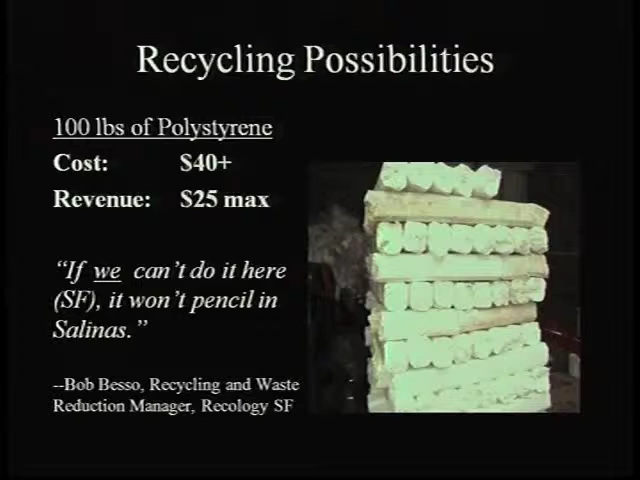 Recycling Possibilities
100 lbs of Polystyrene
Cost: $40+
Revenue: $25 max
“If we can’t do it here
(SF), it won’t pencil in
Salinas.”
--Bob Besso, Recycling and Waste
Reduction Manager, Recology SF